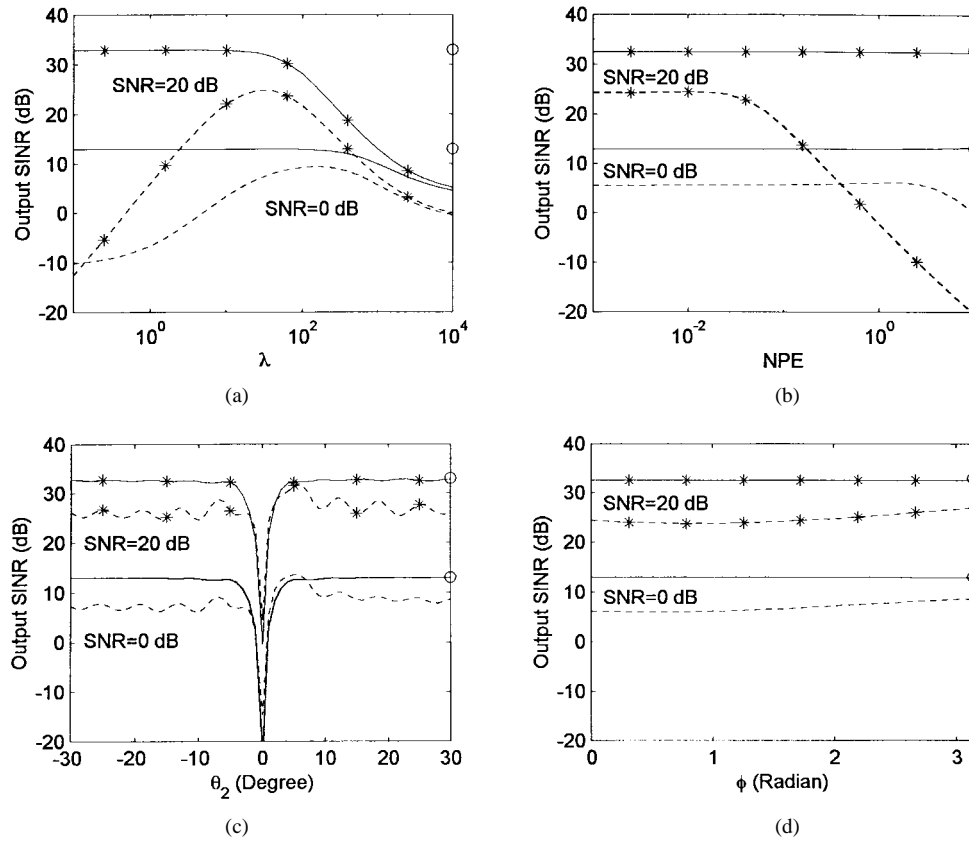 40
30
20
10
0
-10
-20
Output SINR (dB)
SNR=20 dB
SNR=0 dB
10^0
10^2
10^4
λ
(a)
40
30
20
10
0
-10
-20
Output SINR (dB)
SNR=20 dB
SNR=0 dB
10^-2
10^0
NPE
(b)
40
30
20
10
0
-10
-20
Output SINR (dB)
SNR=20 dB
SNR=0 dB
-30
-20
-10
0
10
20
30
θ_2 (Degree)
(c)
40
30
20
10
0
-10
-20
Output SINR (dB)
SNR=20 dB
SNR=0 dB
0
1
2
3
ϕ (Radian)
(d)